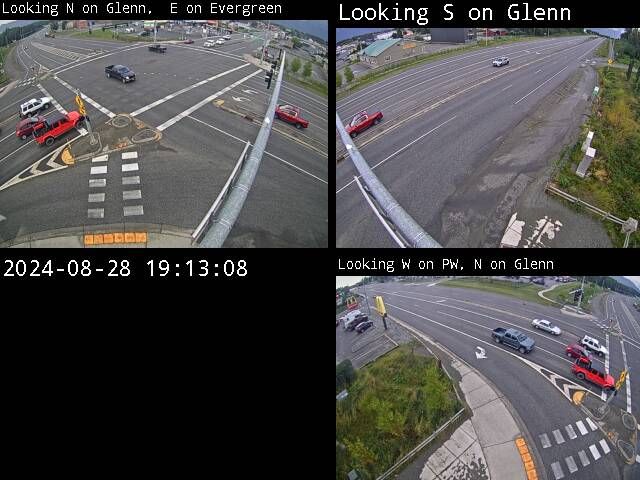 Looking N on Glenn,  E on Evergreen
Looking S on Glenn
2024-08-28 19:13:08
Looking W on PW, N on Glenn